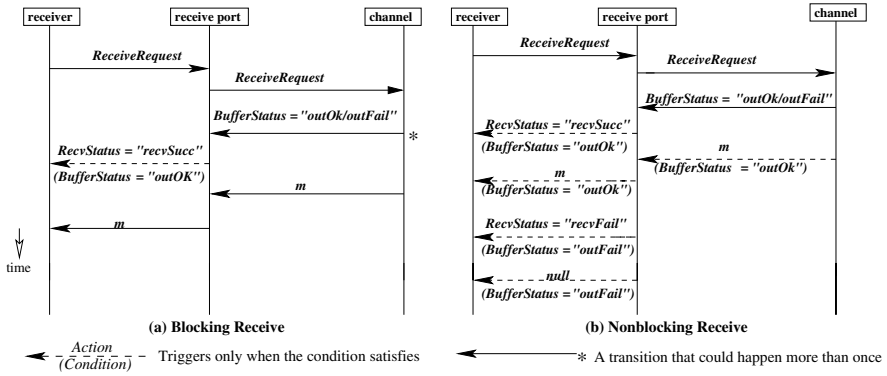 receiver
receive port
channel
ReceiveRequest
ReceiveRequest
BufferStatus = "outOk/outFail"
*
RecvStatus = "recvSucc"
(BufferStatus = "outOK")
m
m
time
(a) Blocking Receive
receiver
receive port
channel
ReceiveRequest
ReceiveRequest
BufferStatus = "outOk/outFail"
RecvStatus = "recvSucc"
(BufferStatus = "outOk")
m
(BufferStatus = "outOk")
m
(BufferStatus = "outOk")
RecvStatus = "recvFail"
(BufferStatus = "outFail")
null
(BufferStatus = "outFail")
(b) Nonblocking Receive
Action
(Condition)
Triggers only when the condition satisfies
* A transition that could happen more than once